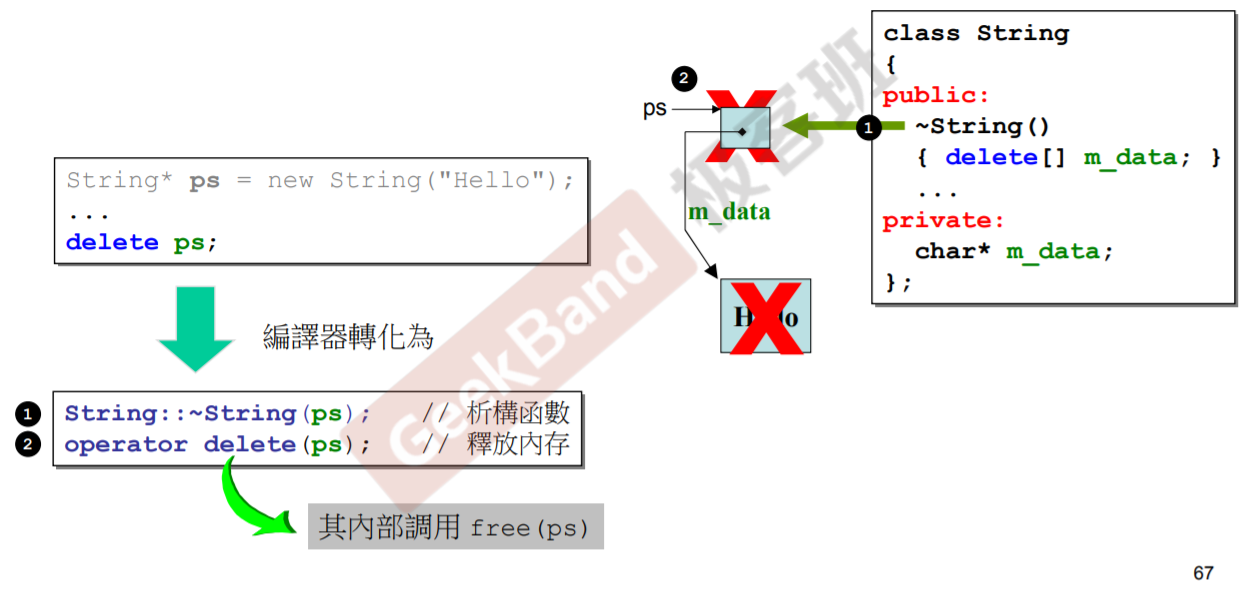 String* ps = new String("Hello");
...
delete ps;
編譯器轉化為
1 String::~String(ps); // 析構函數
2 operator delete(ps); // 釋放內存
其內部調用 free(ps)
2
ps
m_data
1
class String
{
public:
~String()
{ delete[] m_data; }
...
private:
char* m_data;
};
GeekBand 极客班
67